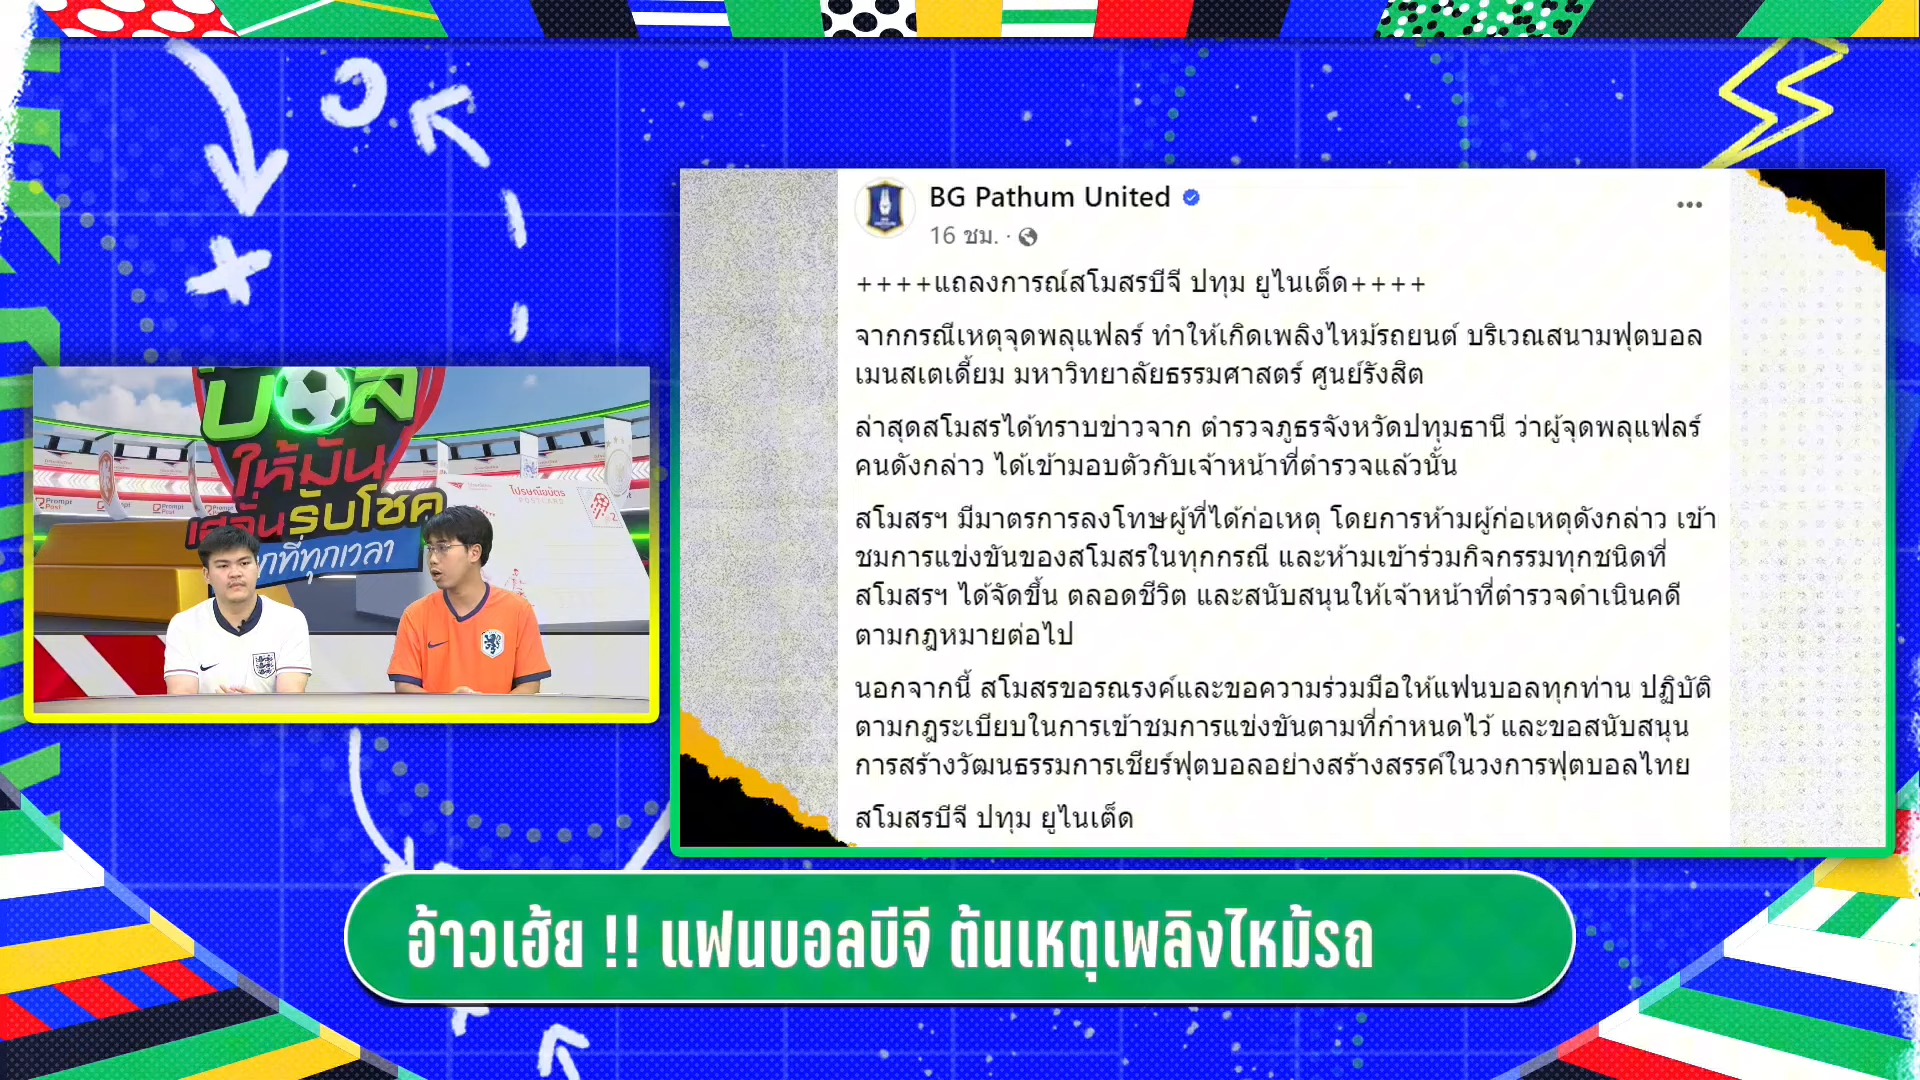 BG Pathum United
16 ชม. ·
++++แถลงการณ์สโมสรบีจี ปทุม ยูไนเต็ด++++
จากกรณีเหตุจุดพลุแฟลร์ ทำให้เกิดเพลิงไหม้รถยนต์ บริเวณสนามฟุตบอล
เมนสเตเดี้ยม มหาวิทยาลัยธรรมศาสตร์ ศูนย์รังสิต
ล่าสุดสโมสรได้ทราบข่าวจาก ตำรวจภูธรจังหวัดปทุมธานี ว่าผู้จุดพลุแฟลร์
คนดังกล่าว ได้เข้ามอบตัวกับเจ้าหน้าที่ตำรวจแล้วนั้น
สโมสรฯ มีมาตรการลงโทษผู้ที่ได้ก่อเหตุ โดยการห้ามผู้ก่อเหตุดังกล่าว เข้า
ชมการแข่งขันของสโมสรในทุกกรณี และห้ามเข้าร่วมกิจกรรมทุกชนิดที่
สโมสรฯ ได้จัดขึ้น ตลอดชีวิต และสนับสนุนให้เจ้าหน้าที่ตำรวจดำเนินคดี
ตามกฎหมายต่อไป
นอกจากนี้ สโมสรขอรณรงค์และขอความร่วมมือให้แฟนบอลทุกท่าน ปฏิบัติ
ตามกฎระเบียบในการเข้าชมการแข่งขันตามที่กำหนดไว้ และขอสนับสนุน
การสร้างวัฒนธรรมการเชียร์ฟุตบอลอย่างสร้างสรรค์ในวงการฟุตบอลไทย
สโมสรบีจี ปทุม ยูไนเต็ด
บอล
ให้มัน
รับโชค
ที่ทุกเวลา
ไปรษณียบัตร
POSTCARD
Prompt
Post
อ้าวเฮ้ย !! แฟนบอลบีจี ต้นเหตุเพลิงไหม้รถ